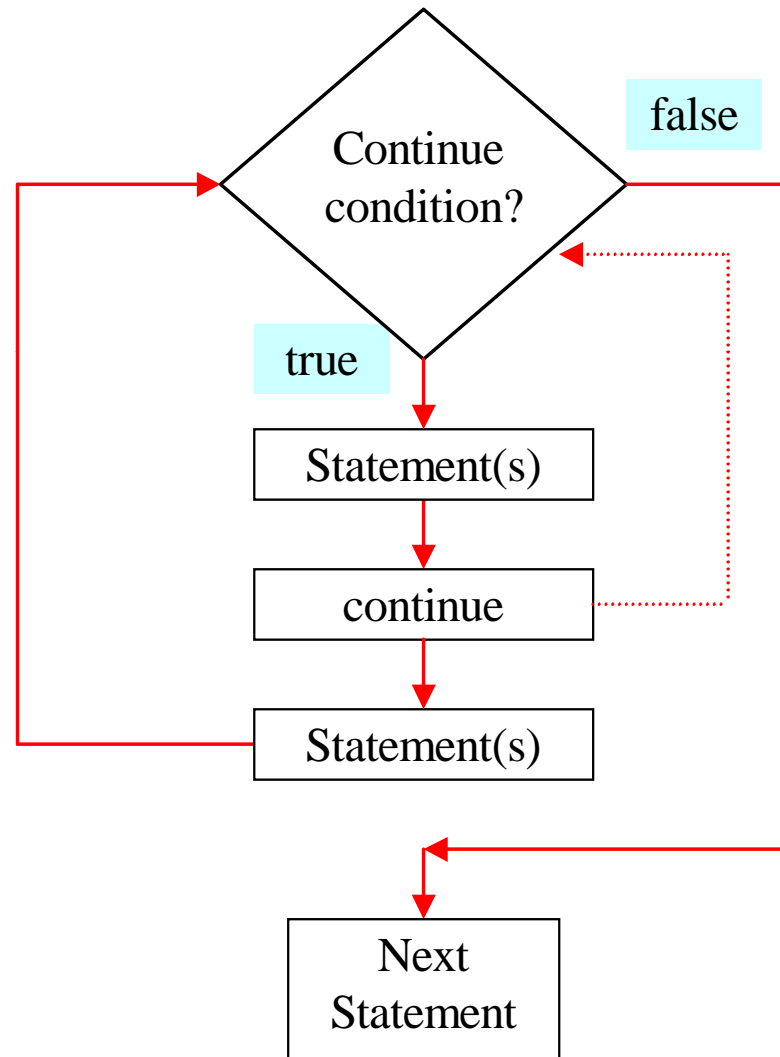 Continue
condition?
false
true
Statement(s)
continue
Statement(s)
Next
Statement